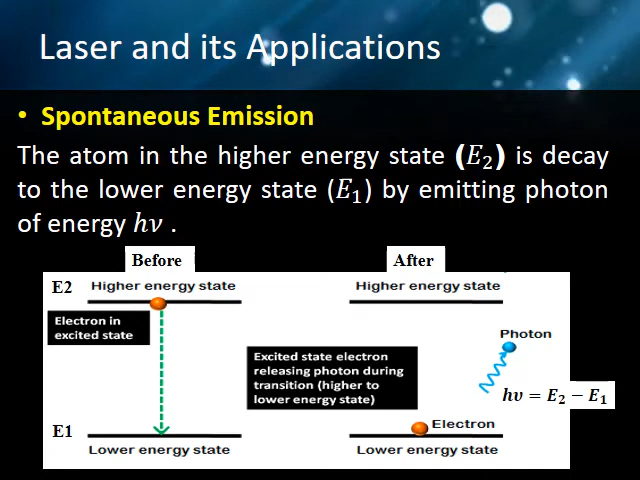 Laser and its Applications
• Spontaneous Emission
The atom in the higher energy state (E₂) is decay
to the lower energy state (E₁) by emitting photon
of energy hν .
Before
After
E2
Higher energy state
Higher energy state
Electron in
excited state
Photon
Excited state electron
releasing photon during
transition (higher to
lower energy state)
hυ = E₂ − E₁
E1
Electron
Lower energy state
Lower energy state